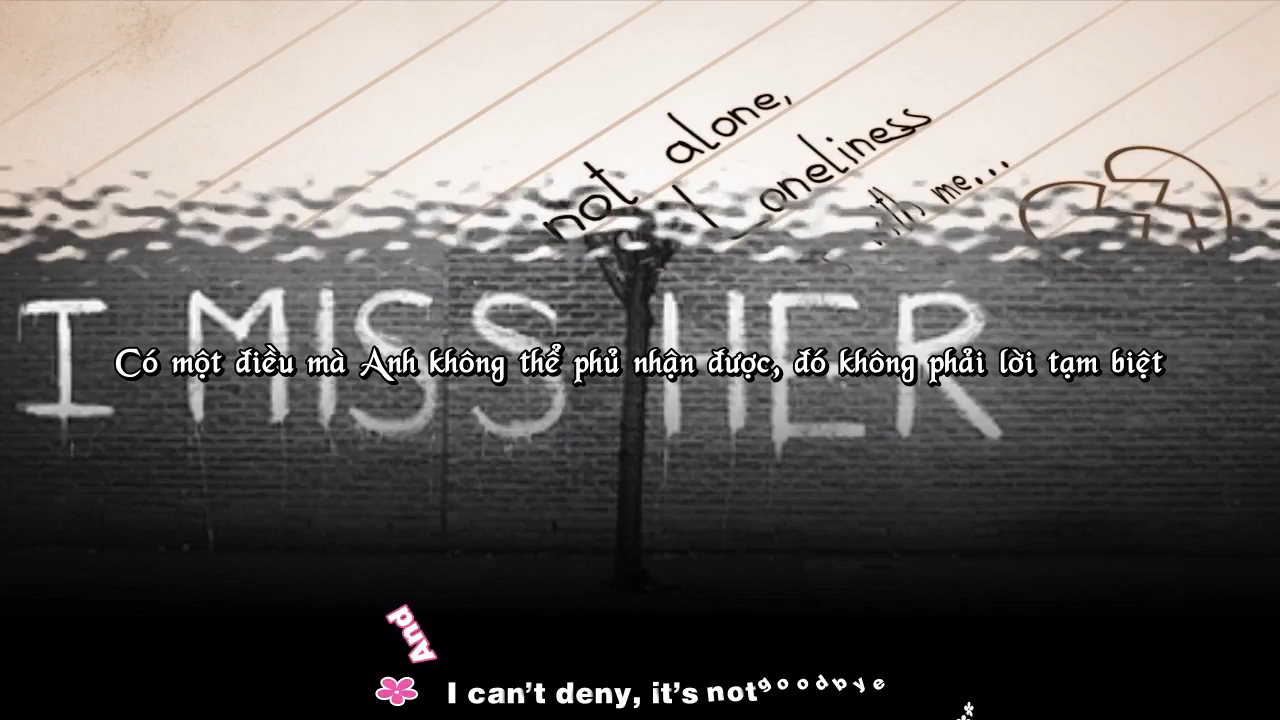 not alone,
I oneliness
with me...
I MISS HER
Có một điều mà Anh không thể phủ nhận được, đó không phải lời tạm biệt
And
I can't deny, it's not goodbye